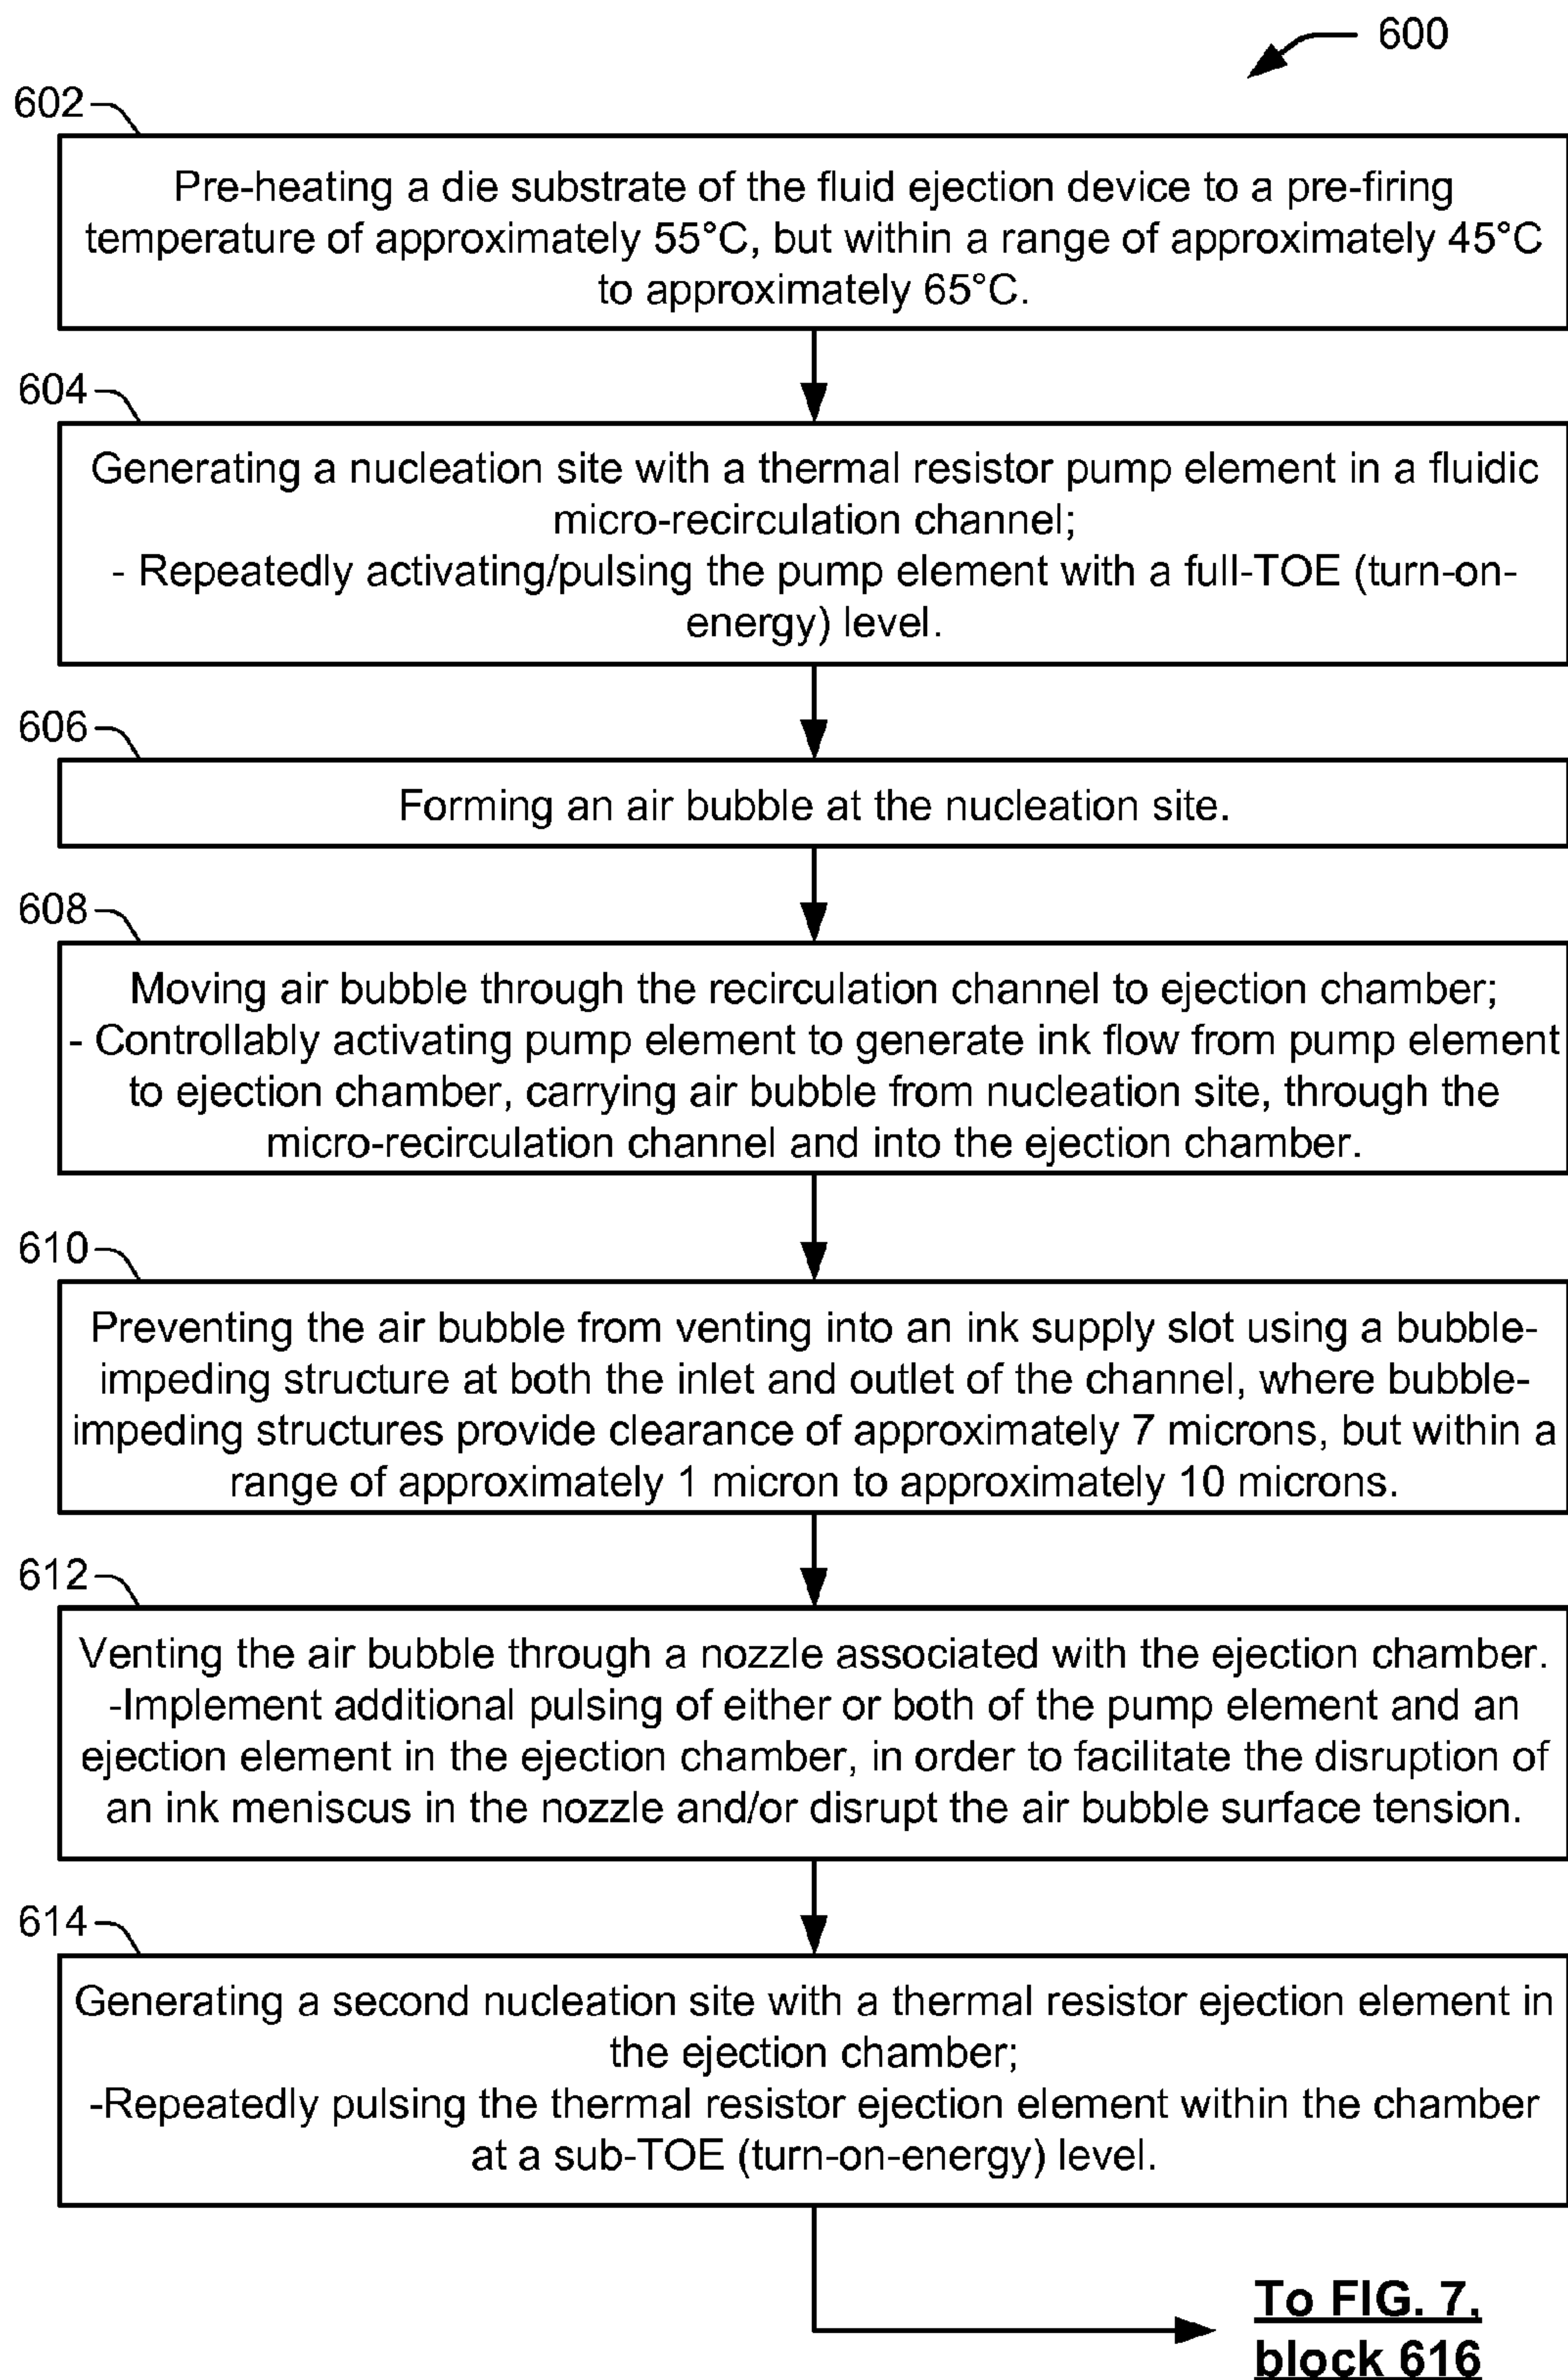 600
602
Pre-heating a die substrate of the fluid ejection device to a pre-firing
temperature of approximately 55°C, but within a range of approximately 45°C
to approximately 65°C.
604
Generating a nucleation site with a thermal resistor pump element in a fluidic
micro-recirculation channel;
- Repeatedly activating/pulsing the pump element with a full-TOE (turn-on-
energy) level.
606
Forming an air bubble at the nucleation site.
608
Moving air bubble through the recirculation channel to ejection chamber;
- Controllably activating pump element to generate ink flow from pump element
to ejection chamber, carrying air bubble from nucleation site, through the
micro-recirculation channel and into the ejection chamber.
610
Preventing the air bubble from venting into an ink supply slot using a bubble-
impeding structure at both the inlet and outlet of the channel, where bubble-
impeding structures provide clearance of approximately 7 microns, but within a
range of approximately 1 micron to approximately 10 microns.
612
Venting the air bubble through a nozzle associated with the ejection chamber.
-Implement additional pulsing of either or both of the pump element and an
ejection element in the ejection chamber, in order to facilitate the disruption of
an ink meniscus in the nozzle and/or disrupt the air bubble surface tension.
614
Generating a second nucleation site with a thermal resistor ejection element in
the ejection chamber;
-Repeatedly pulsing the thermal resistor ejection element within the chamber
at a sub-TOE (turn-on-energy) level.
To FIG. 7,
block 616